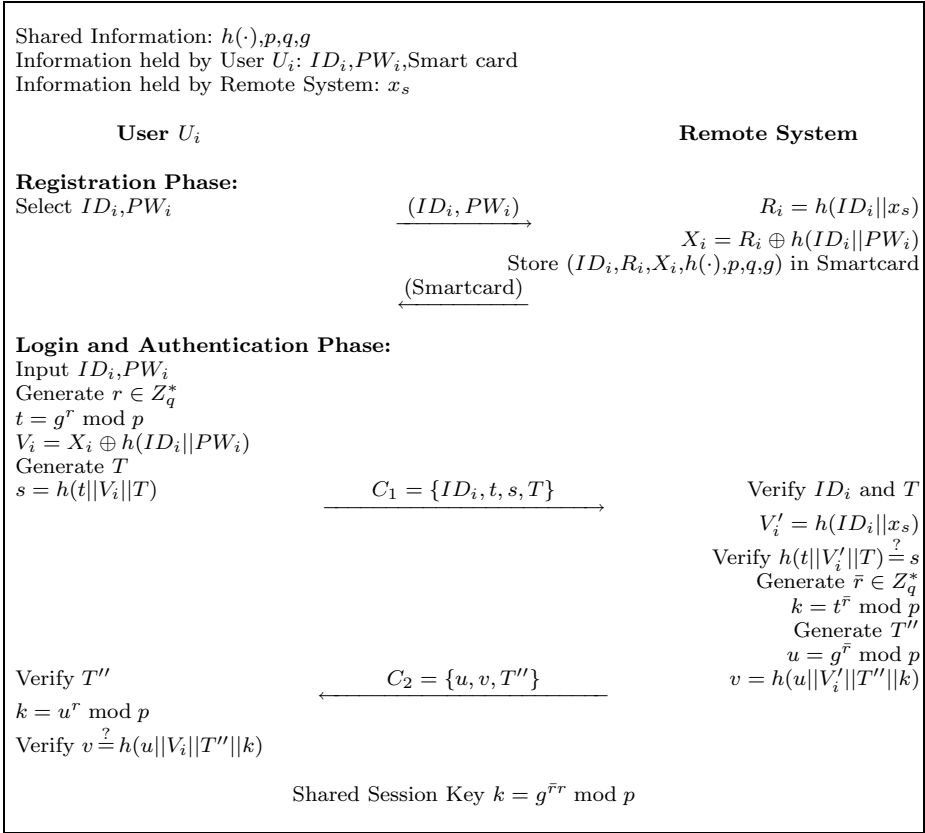 Shared Information: h(·),p,q,g
Information held by User U_i: ID_i,PW_i,Smart card
Information held by Remote System: x_s
User U_i Remote System
Registration Phase:
Select ID_i,PW_i (ID_i, PW_i) R_i = h(ID_i||x_s)
X_i = R_i ⊕ h(ID_i||PW_i)
Store (ID_i,R_i,X_i,h(·),p,q,g) in Smartcard
(Smartcard)
Login and Authentication Phase:
Input ID_i,PW_i
Generate r ∈ Z_q^*
t = g^r mod p
V_i = X_i ⊕ h(ID_i||PW_i)
Generate T
s = h(t||V_i||T) C_1 = {ID_i, t, s, T} Verify ID_i and T
V_i' = h(ID_i||x_s)
Verify h(t||V_i'||T) ?= s
Generate r̄ ∈ Z_q^*
k = t^r̄ mod p
Generate T''
u = g^r̄ mod p
Verify T'' C_2 = {u, v, T''} v = h(u||V_i'||T''||k)
k = u^r mod p
Verify v ?= h(u||V_i||T''||k)
Shared Session Key k = g^{r̄r} mod p